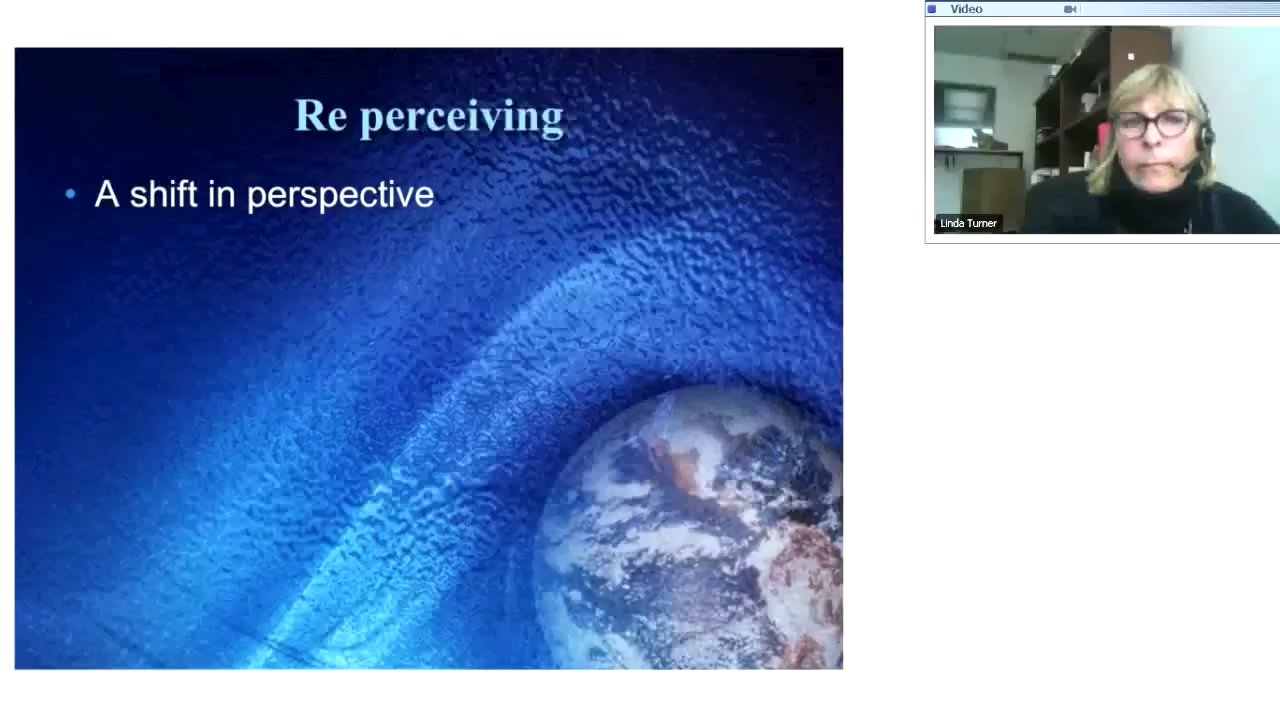 Video
Re perceiving
• A shift in perspective
Linda Turner